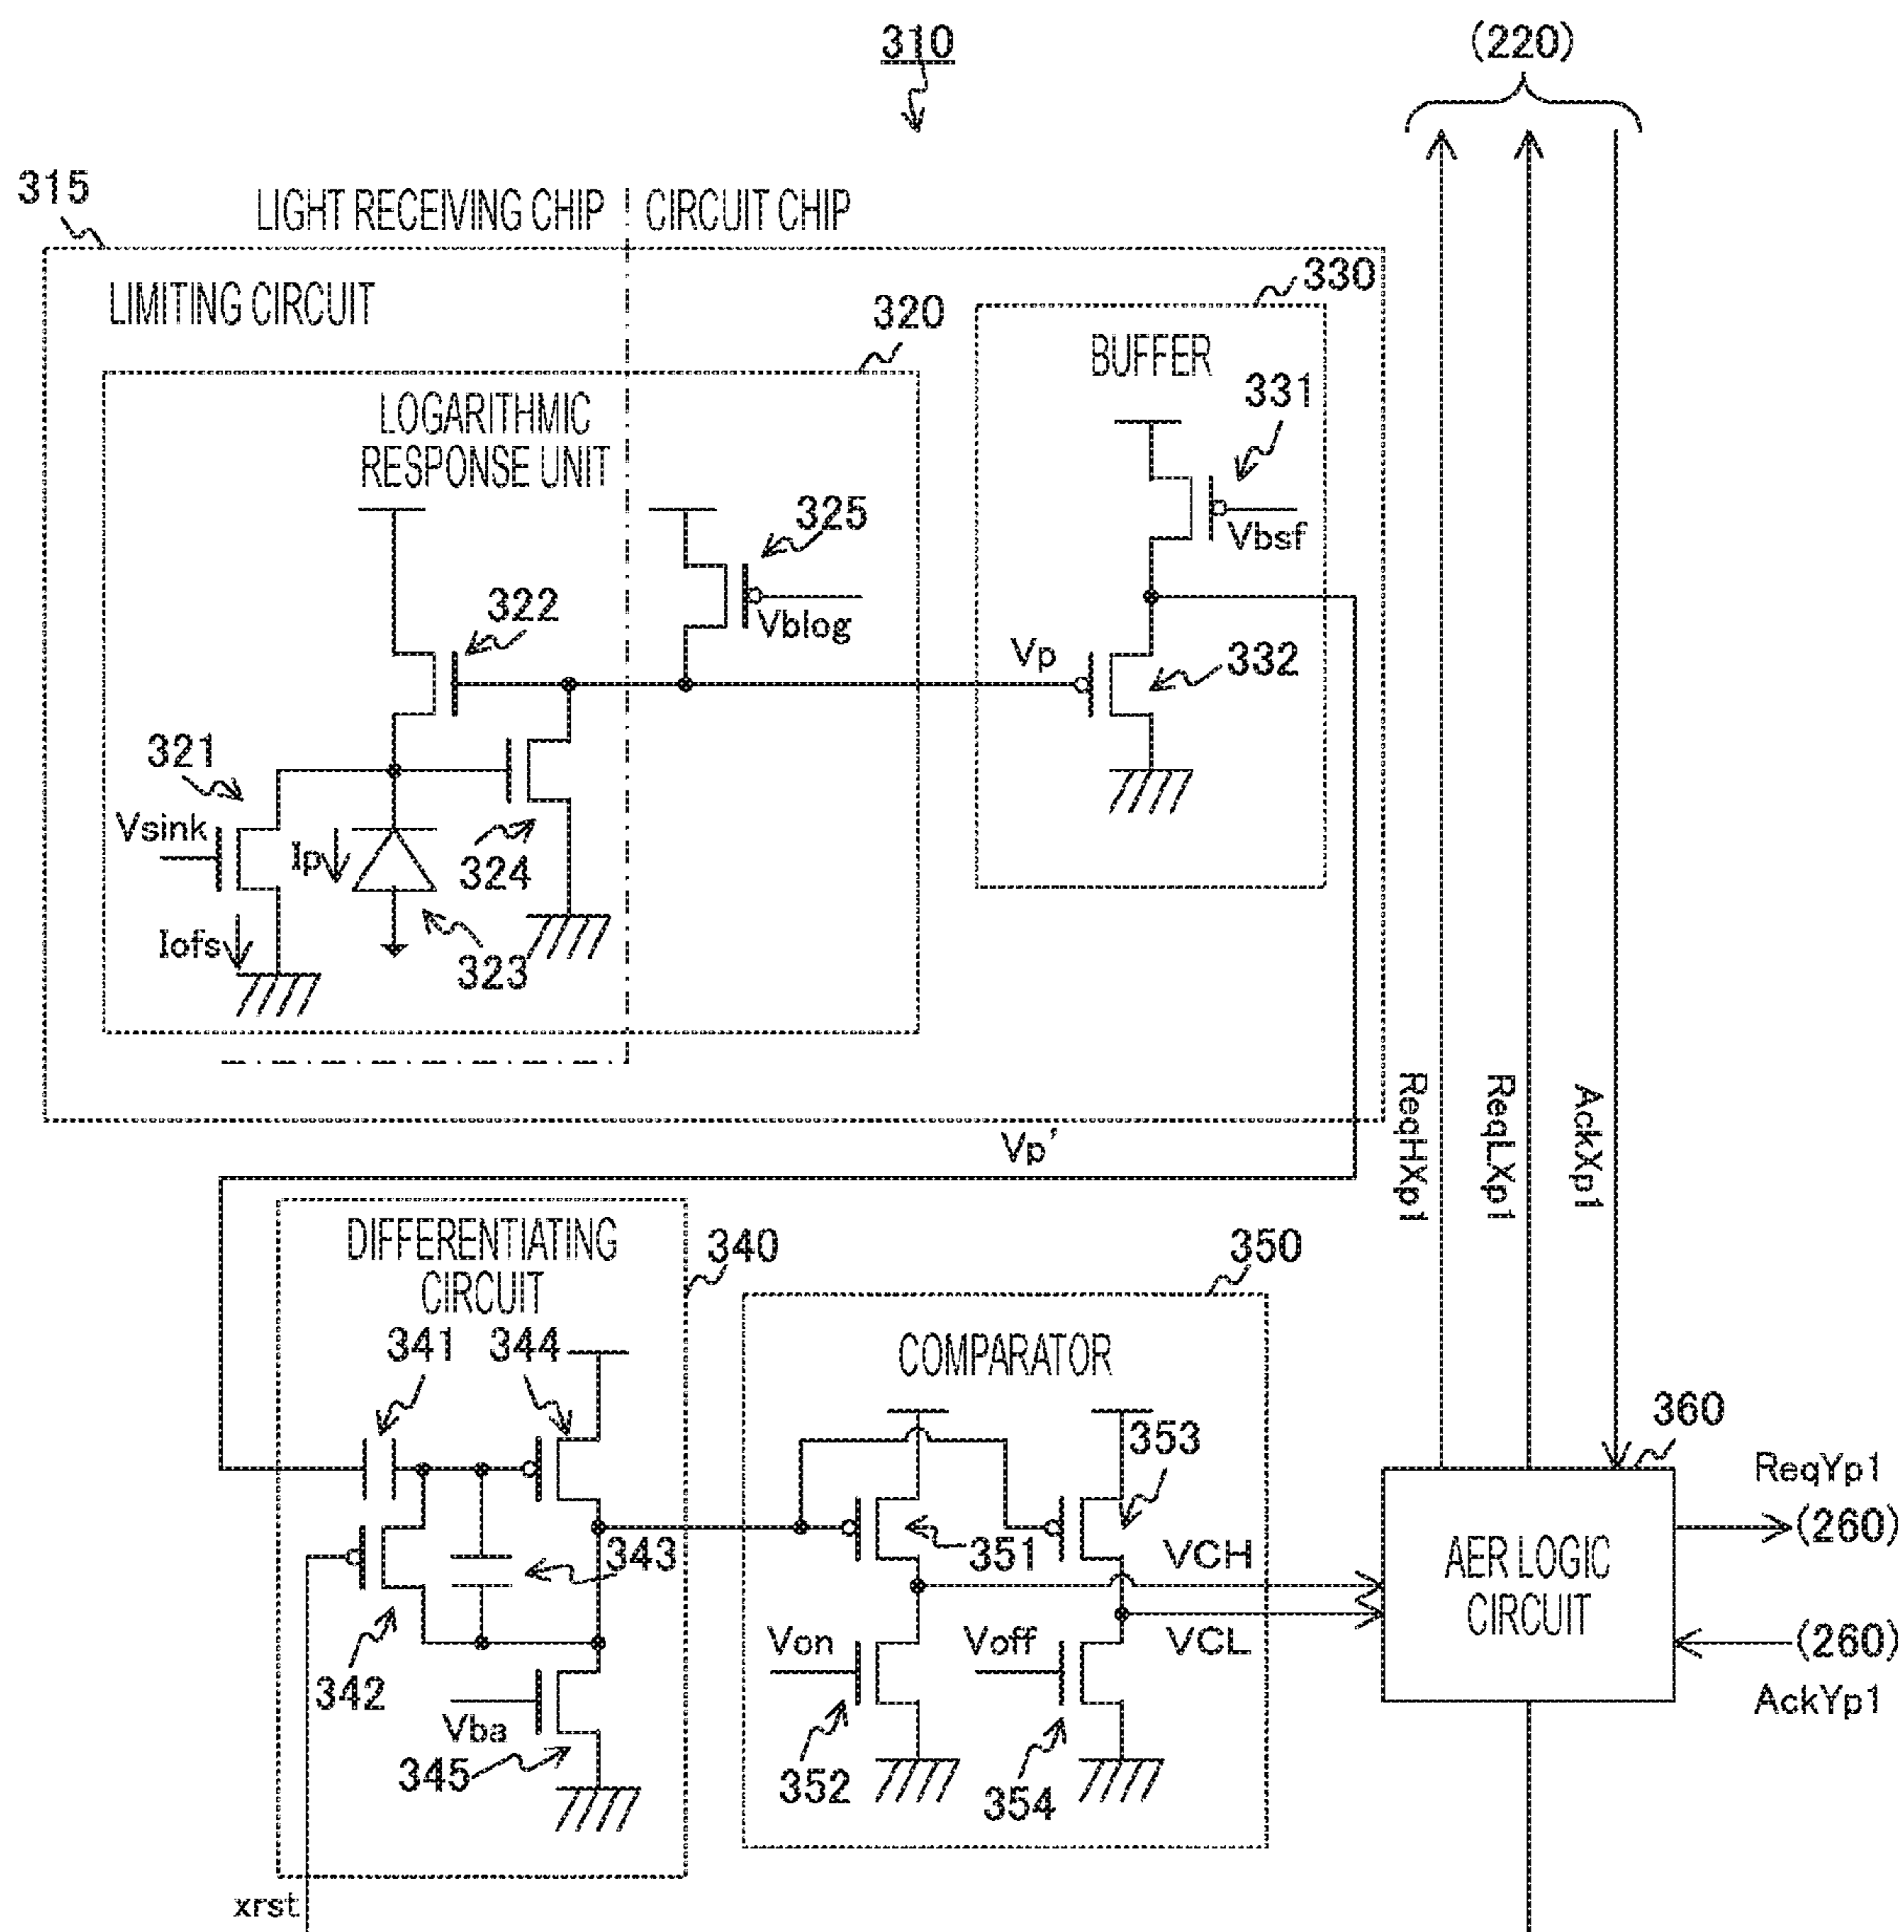 310
(220)
315
LIGHT RECEIVING CHIP
CIRCUIT CHIP
LIMITING CIRCUIT
320
330
LOGARITHMIC
RESPONSE UNIT
BUFFER
331
Vbsf
325
Vblog
322
Vp
332
321
Vsink
Ip
324
Iofs
323
ReqHXp1
ReqLXp1
AckXp1
Vp'
DIFFERENTIATING
CIRCUIT
340
350
341
344
COMPARATOR
353
360
ReqYp1
(260)
343
351
VCH
AER LOGIC
CIRCUIT
342
Von
Voff
VCL
(260)
AckYp1
Vba
345
352
354
xrst